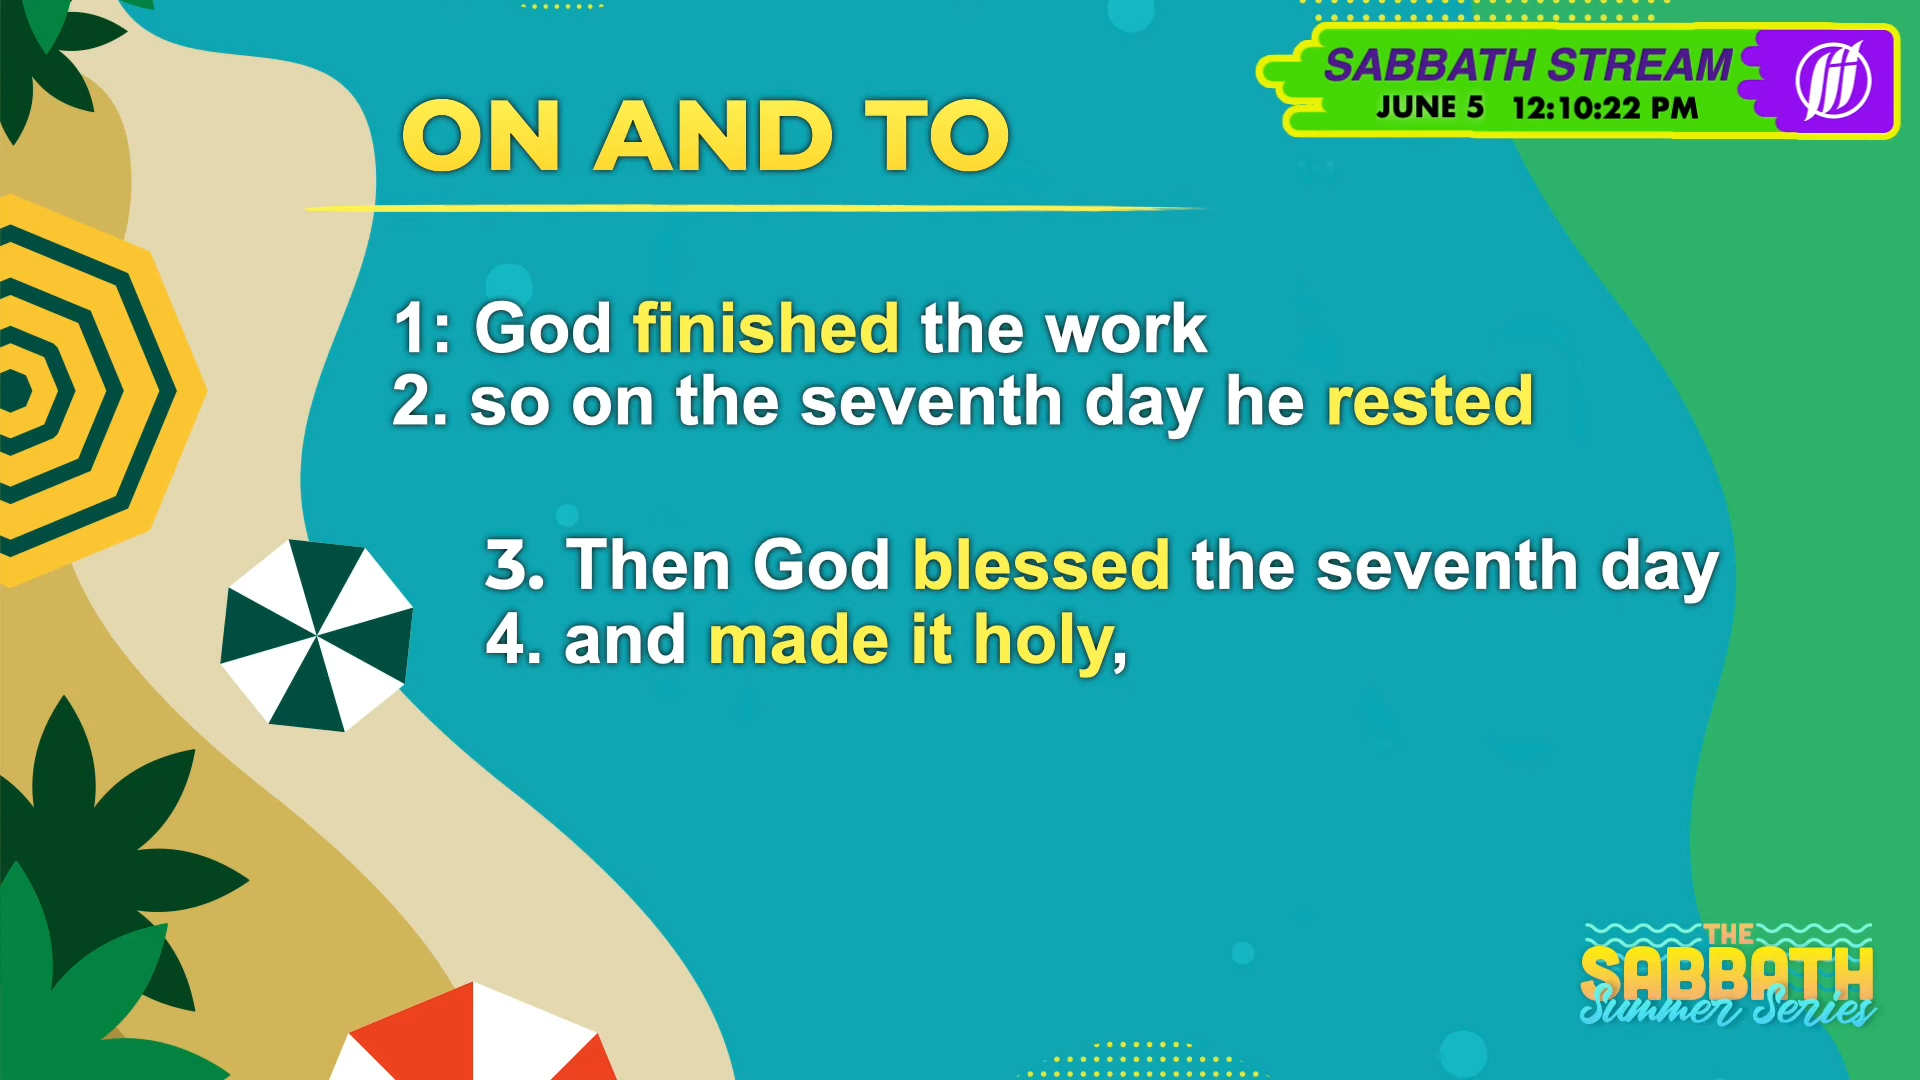 SABBATH STREAM
JUNE 5 12:10:22 PM
ON AND TO
1: God finished the work
2. so on the seventh day he rested
3. Then God blessed the seventh day
4. and made it holy,
THE
SABBATH
Summer Series